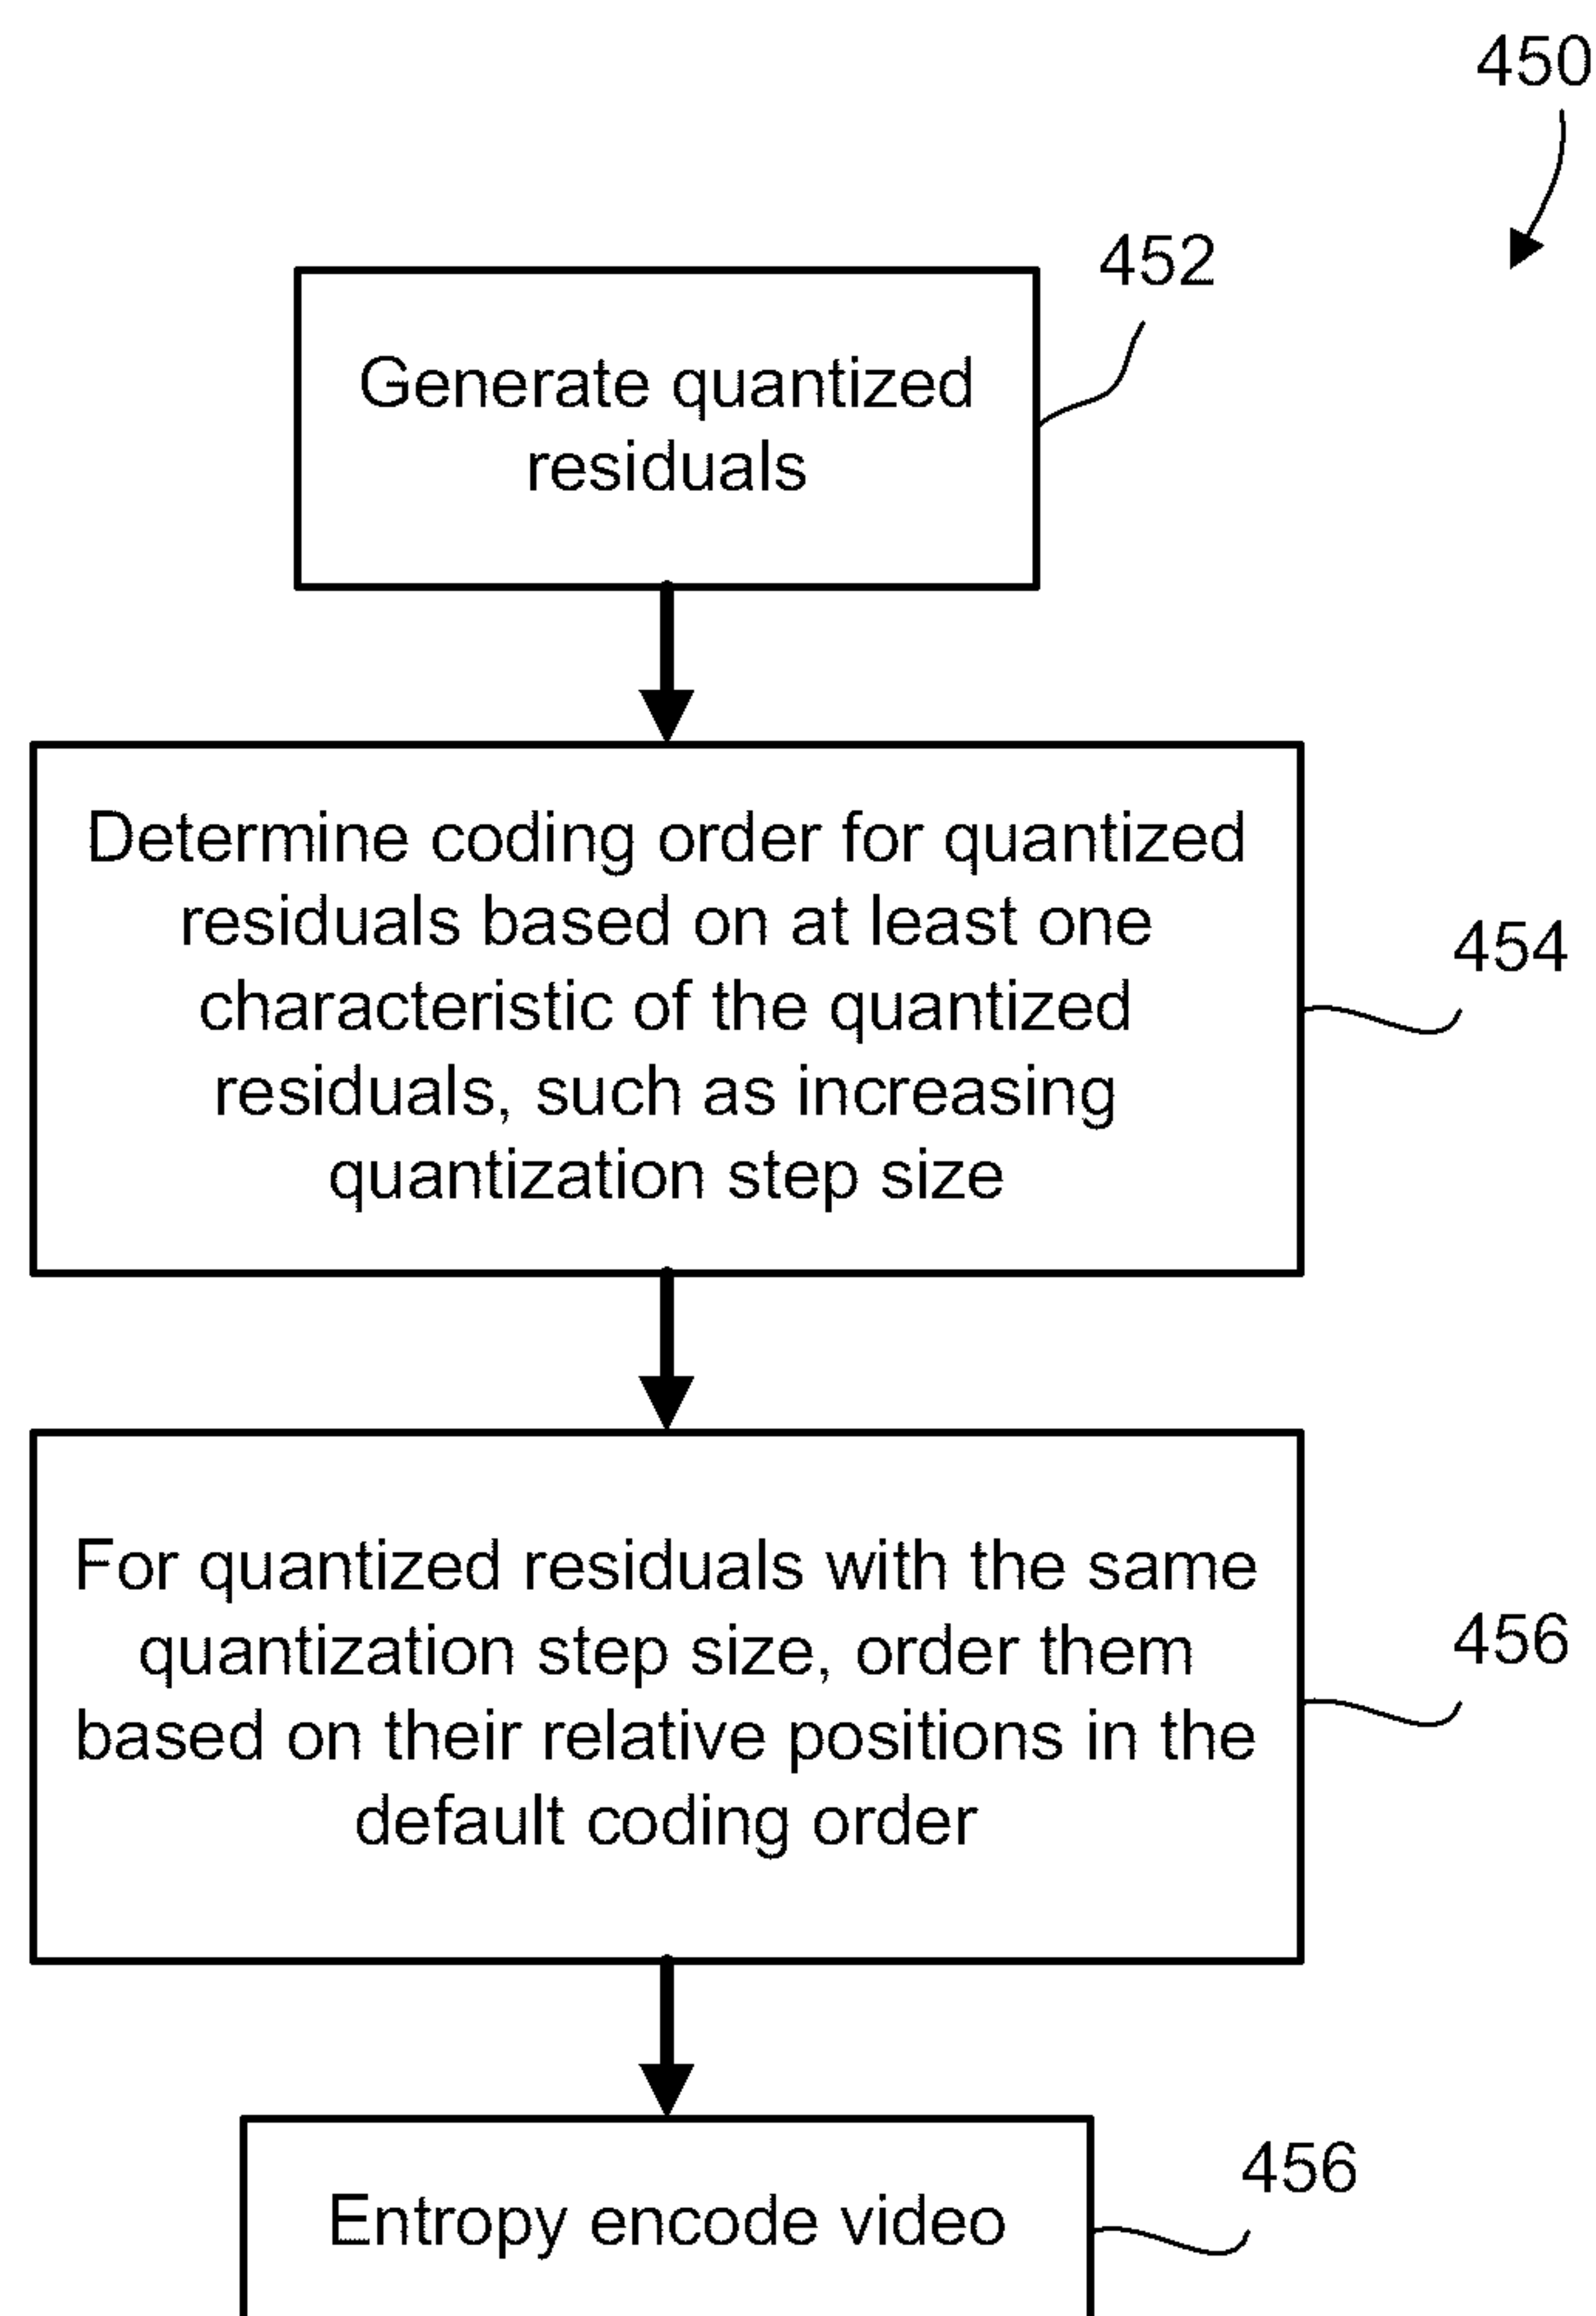 450
452
Generate quantized
residuals
Determine coding order for quantized
residuals based on at least one
characteristic of the quantized
residuals, such as increasing
quantization step size
454
For quantized residuals with the same
quantization step size, order them
based on their relative positions in the
default coding order
456
Entropy encode video
456